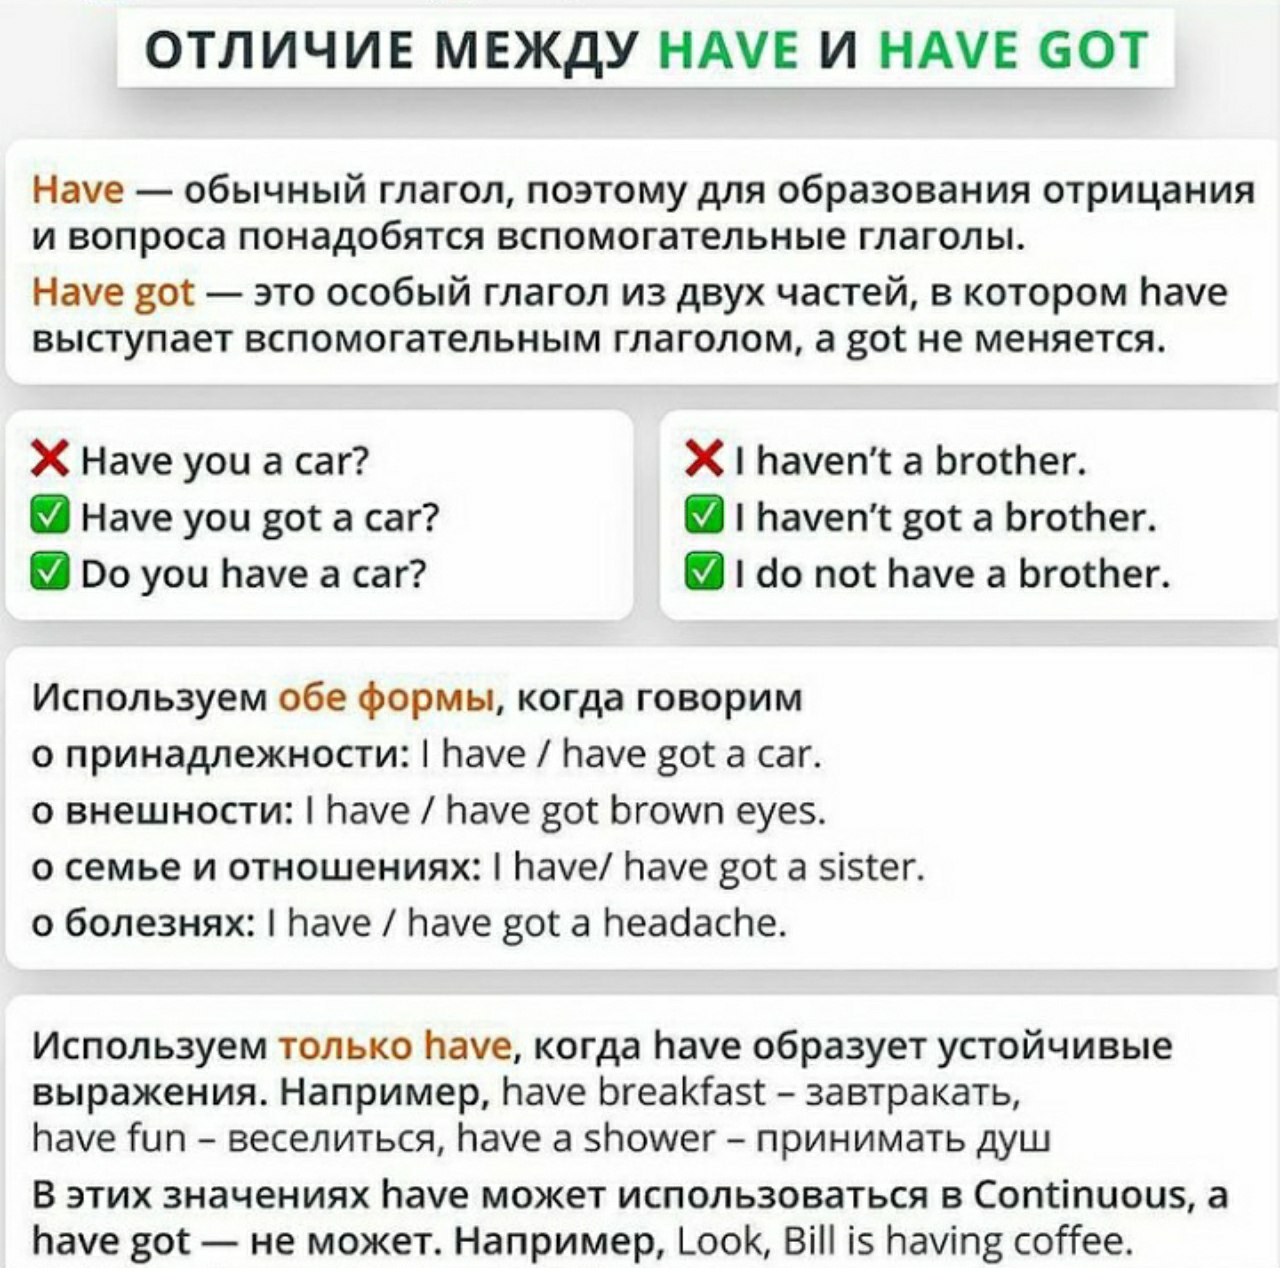 ОТЛИЧИЕ МЕЖДУ HAVE И HAVE GOT
Have — обычный глагол, поэтому для образования отрицания
и вопроса понадобятся вспомогательные глаголы.
Have got — это особый глагол из двух частей, в котором have
выступает вспомогательным глаголом, а got не меняется.
❌ Have you a car?
✅ Have you got a car?
✅ Do you have a car?
❌ I haven’t a brother.
✅ I haven’t got a brother.
✅ I do not have a brother.
Используем обе формы, когда говорим
о принадлежности: I have / have got a car.
о внешности: I have / have got brown eyes.
о семье и отношениях: I have/ have got a sister.
о болезнях: I have / have got a headache.
Используем только have, когда have образует устойчивые
выражения. Например, have breakfast – завтракать,
have fun – веселиться, have a shower – принимать душ
В этих значениях have может использоваться в Continuous, а
have got — не может. Например, Look, Bill is having coffee.